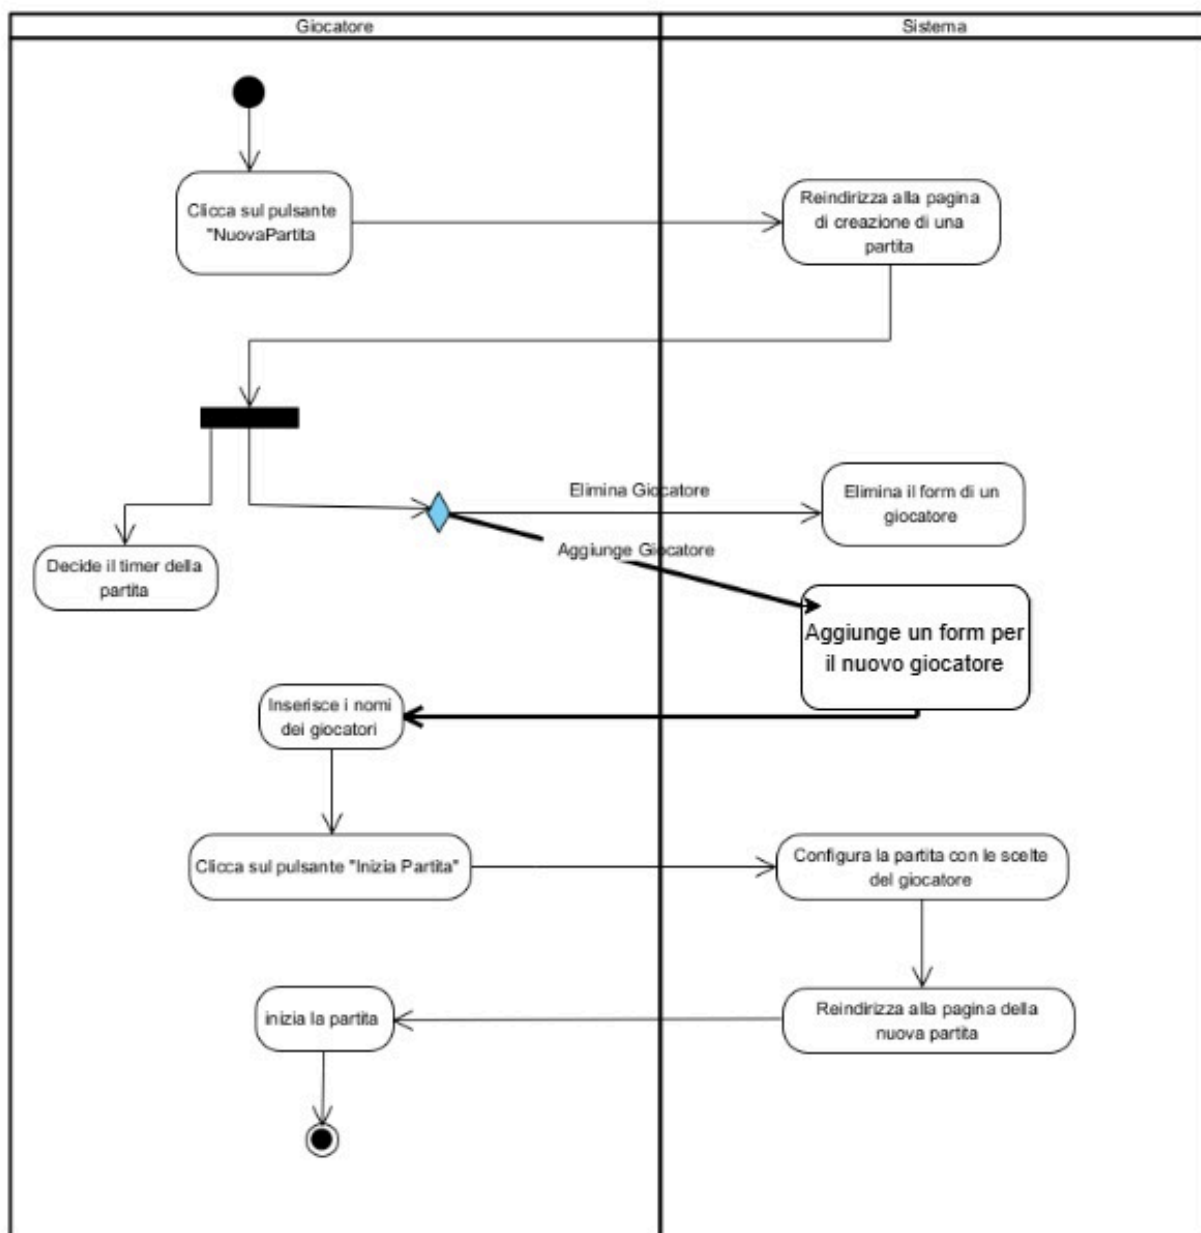 Giocatore
Sistema
Clicca sul pulsante
"NuovaPartita
Reindirizza alla pagina
di creazione di una
partita
Elimina Giocatore
Elimina il form di un
giocatore
Aggiunge Giocatore
Decide il timer della
partita
Aggiunge un form per
il nuovo giocatore
Inserisce i nomi
dei giocatori
Clicca sul pulsante "Inizia Partita"
Configura la partita con le scelte
del giocatore
inizia la partita
Reindirizza alla pagina della
nuova partita